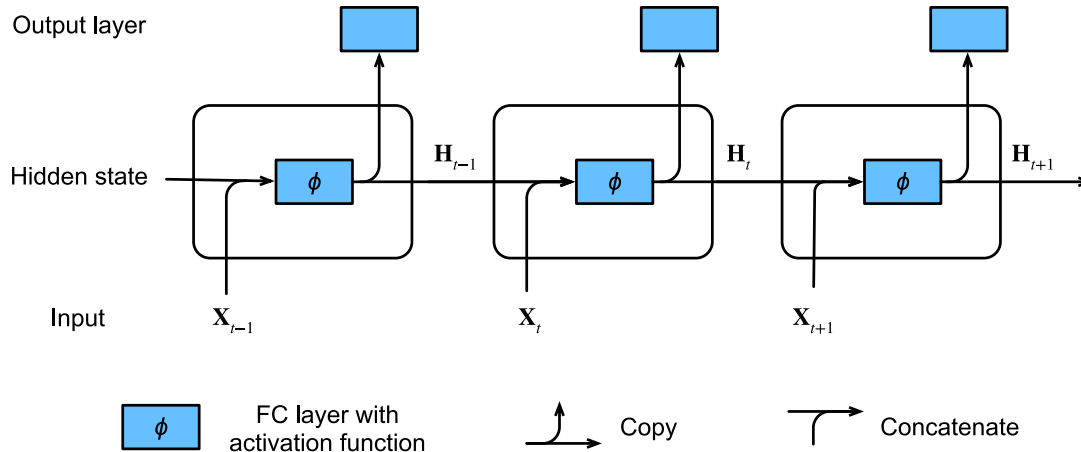 Output layer
Hidden state
ϕ
H_{t−1}
ϕ
H_t
ϕ
H_{t+1}
Input
X_{t−1}
X_t
X_{t+1}
ϕ
FC layer with
activation function
Copy
Concatenate